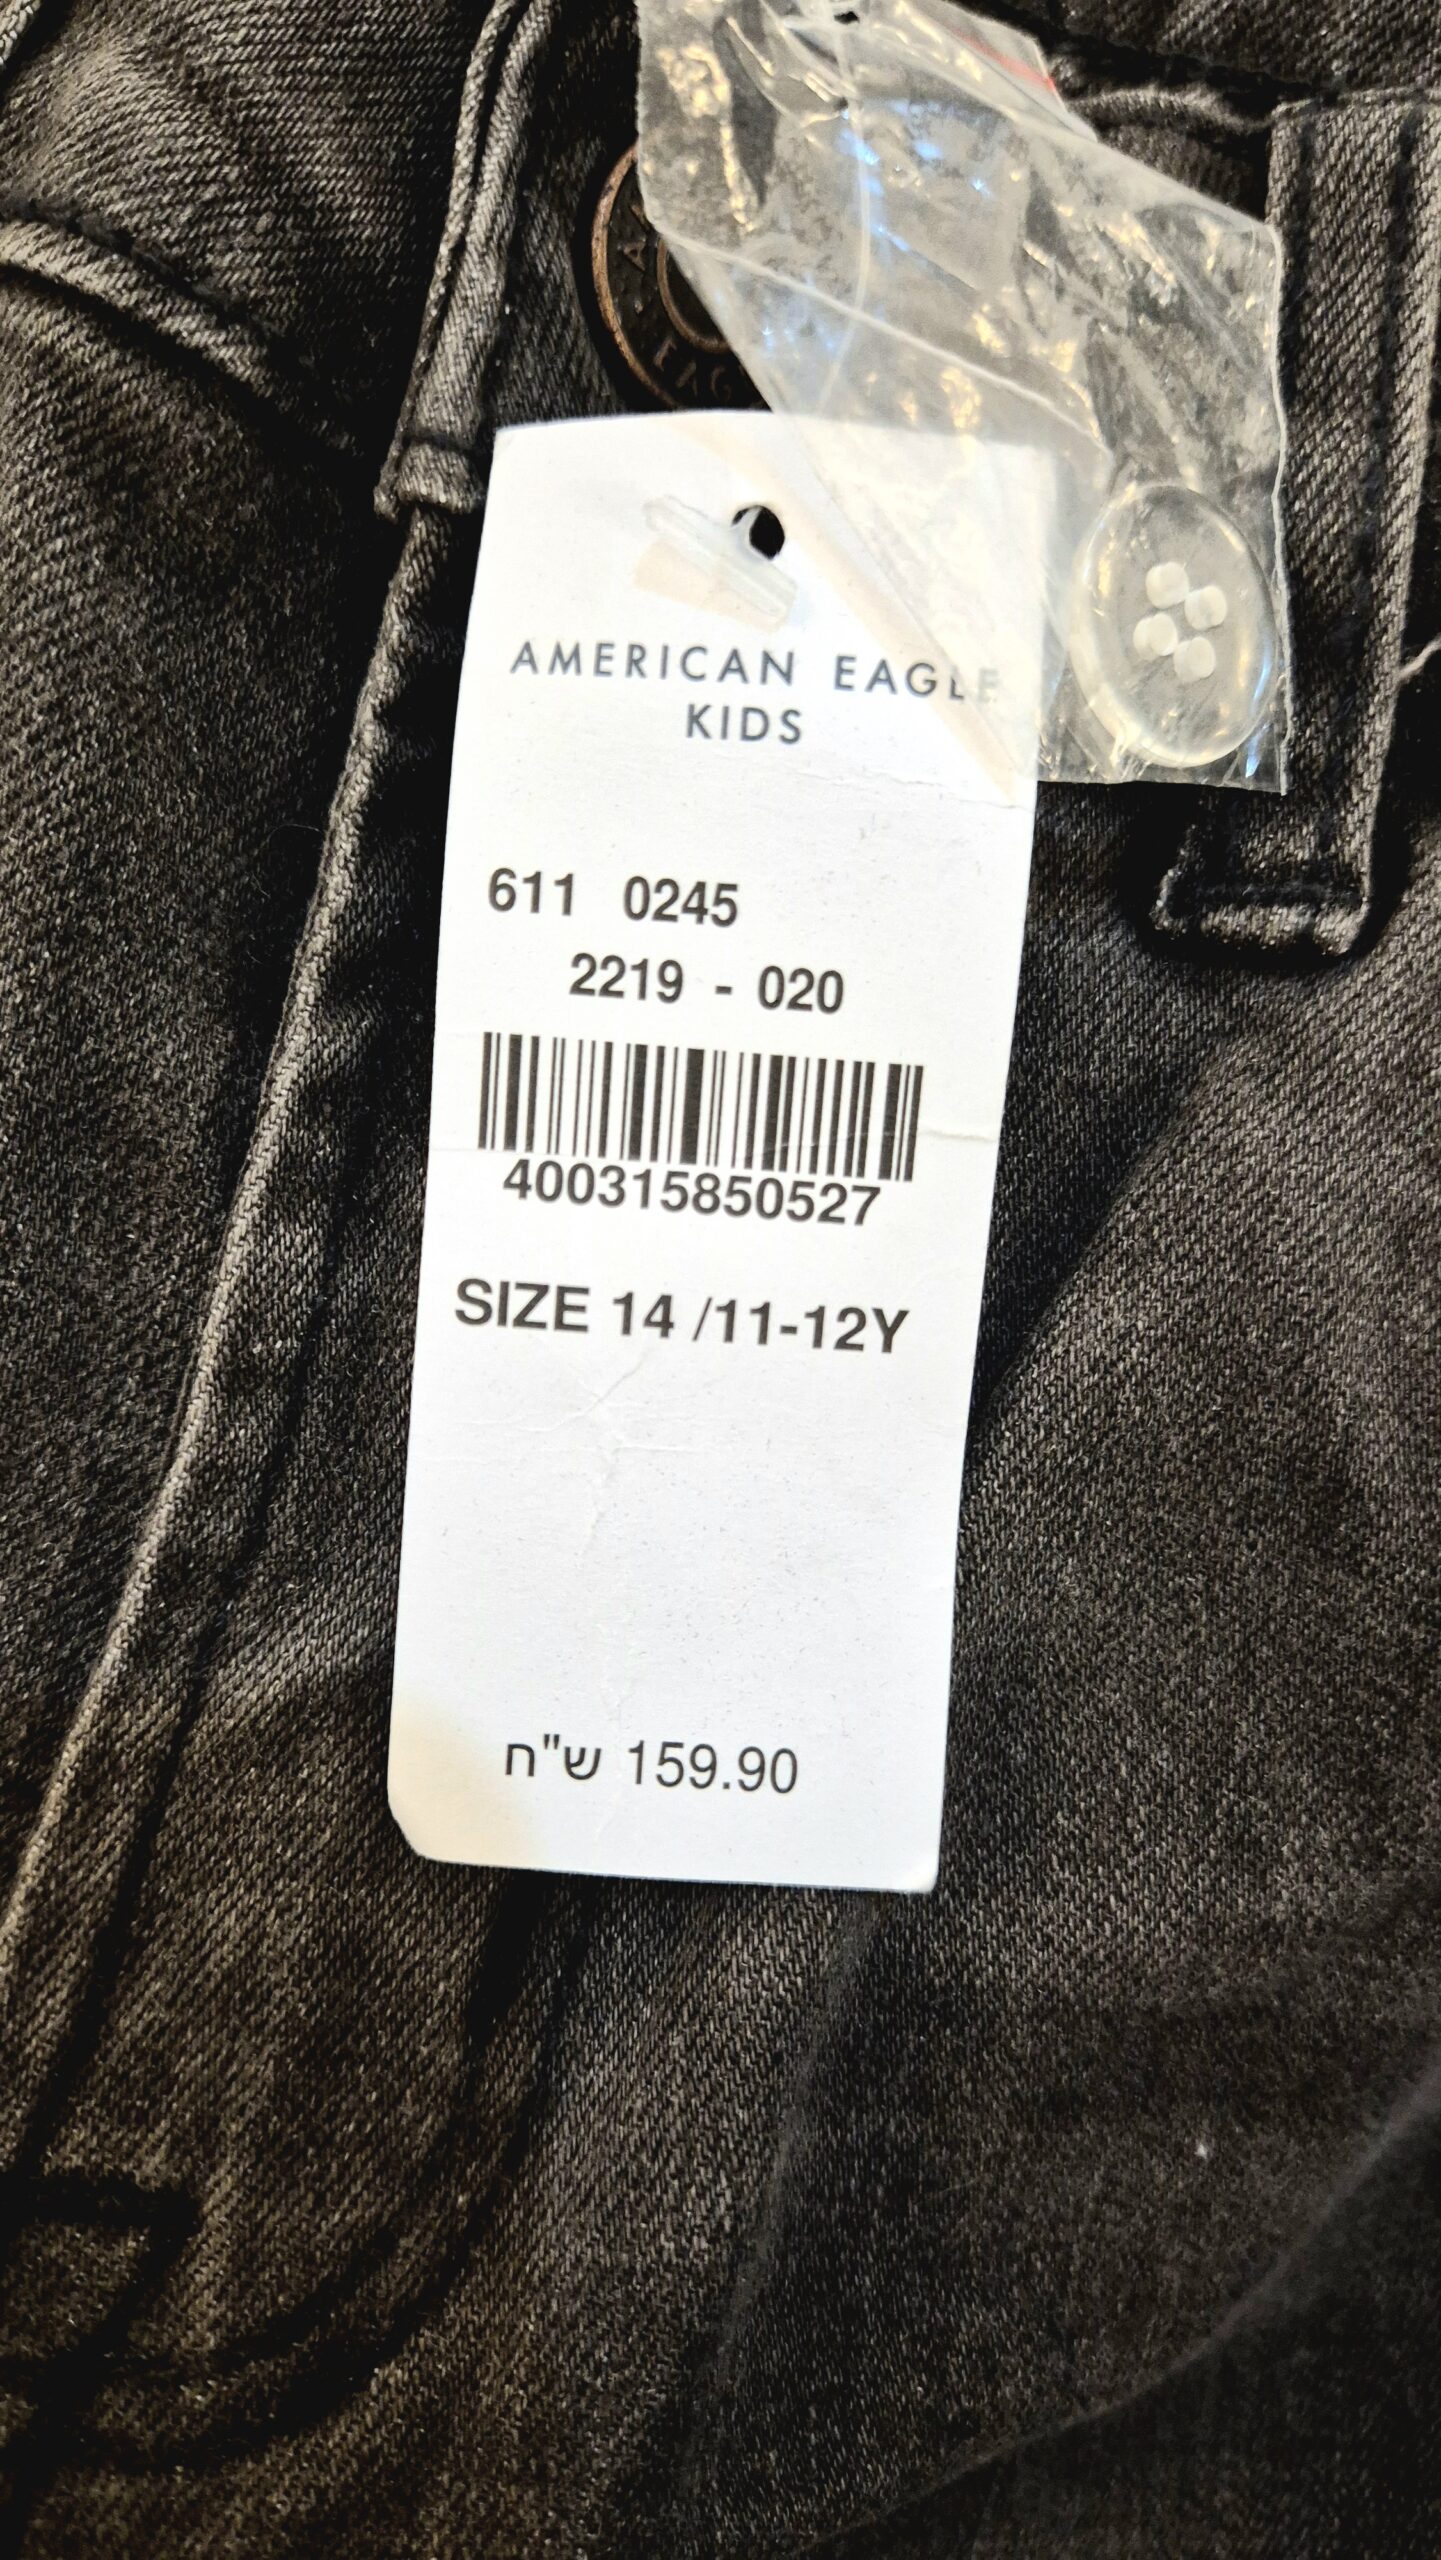 AMERICAN EAGLE
KIDS
611 0245
2219 - 020
400315850527
SIZE 14 /11-12Y
159.90 ש"ח